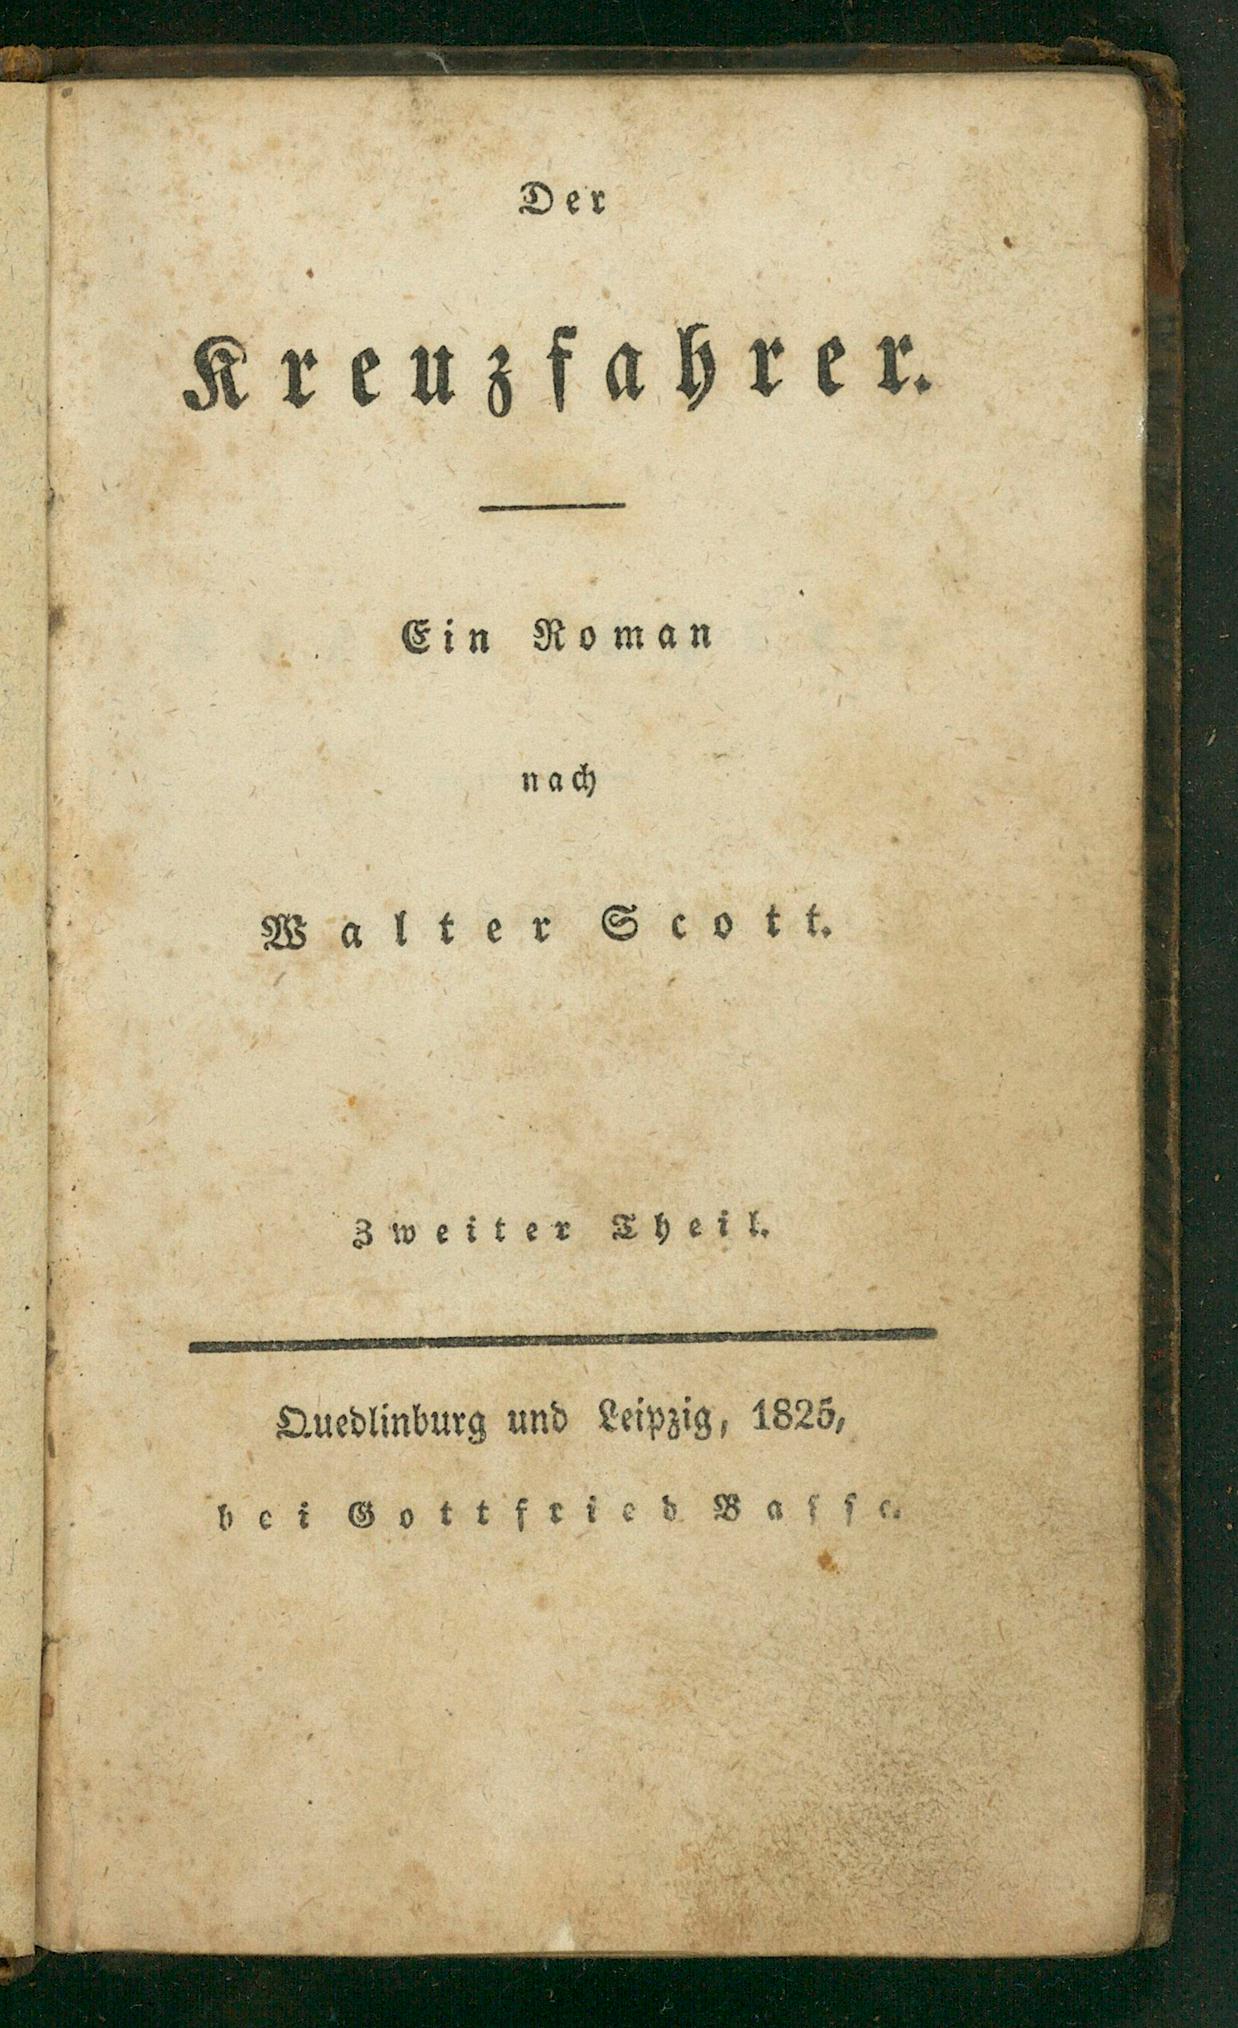 Der
Kreuzfahrer.
Ein Roman
nach
Walter Scott.
Zweiter Theil.
Quedlinburg und Leipzig, 1825,
bei Gottfried Basse.